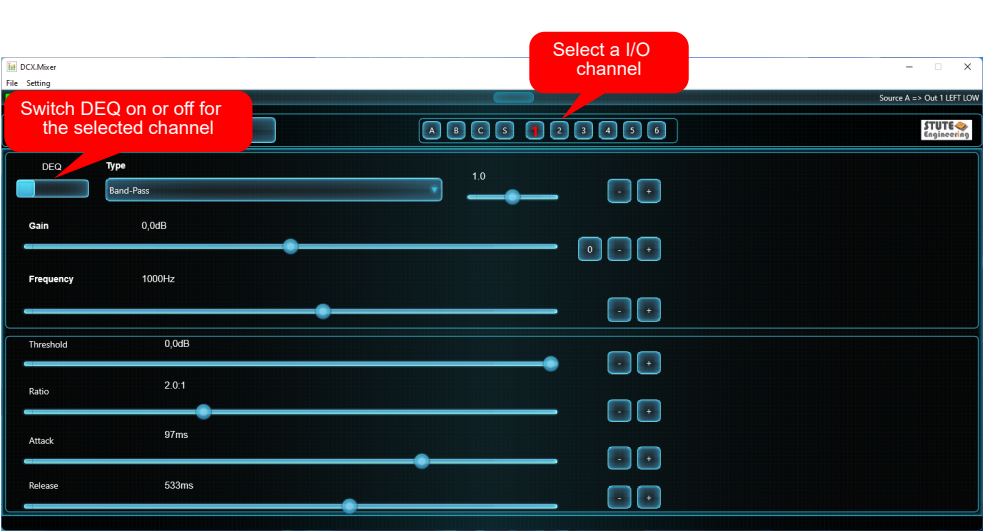 Select a I/O
channel
DCX.Mixer
File Setting
Switch DEQ on or off for
the selected channel
Source A => Out 1 LEFT LOW
A B C S 1 2 3 4 5 6
STUTE
Engineering
DEQ Type 1.0
Band-Pass - +
Gain 0,0dB
0 - +
Frequency 1000Hz
- +
Threshold 0,0dB
- +
Ratio 2.0:1
- +
Attack 97ms
- +
Release 533ms
- +